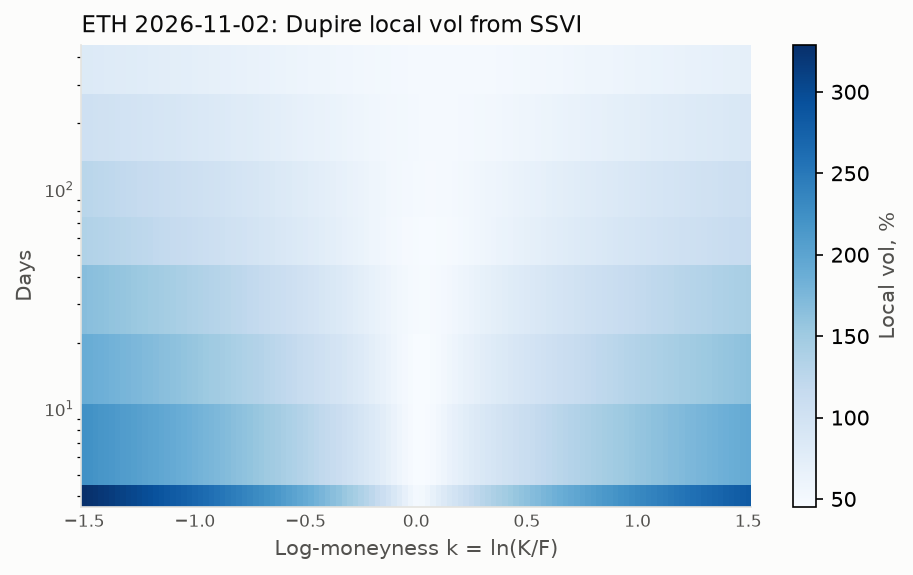 ETH 2026-11-02: Dupire local vol from SSVI
10²
10¹
Days
−1.5 −1.0 −0.5 0.0 0.5 1.0 1.5
Log-moneyness k = ln(K/F)
300
250
200
150
100
50
Local vol, %